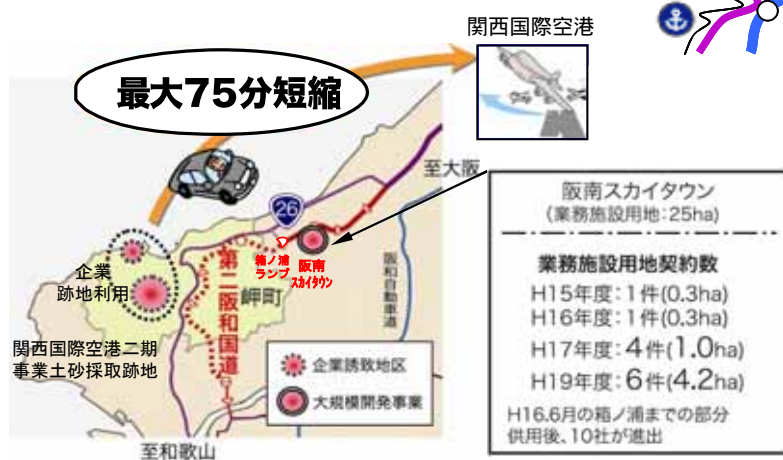 関西国際空港
最大75分短縮
至大阪
26
箱ノ浦
ランプ
阪南
スカイタウン
企業
跡地利用
第二阪和国道
岬町
阪和自動車道
関西国際空港二期
事業土砂採取跡地
企業誘致地区
大規模開発事業
至和歌山
阪南スカイタウン
(業務施設用地:25ha)
業務施設用地契約数
H15年度:1件(0.3ha)
H16年度:1件(0.3ha)
H17年度:4件(1.0ha)
H19年度:6件(4.2ha)
H16.6月の箱ノ浦までの部分
供用後、10社が進出